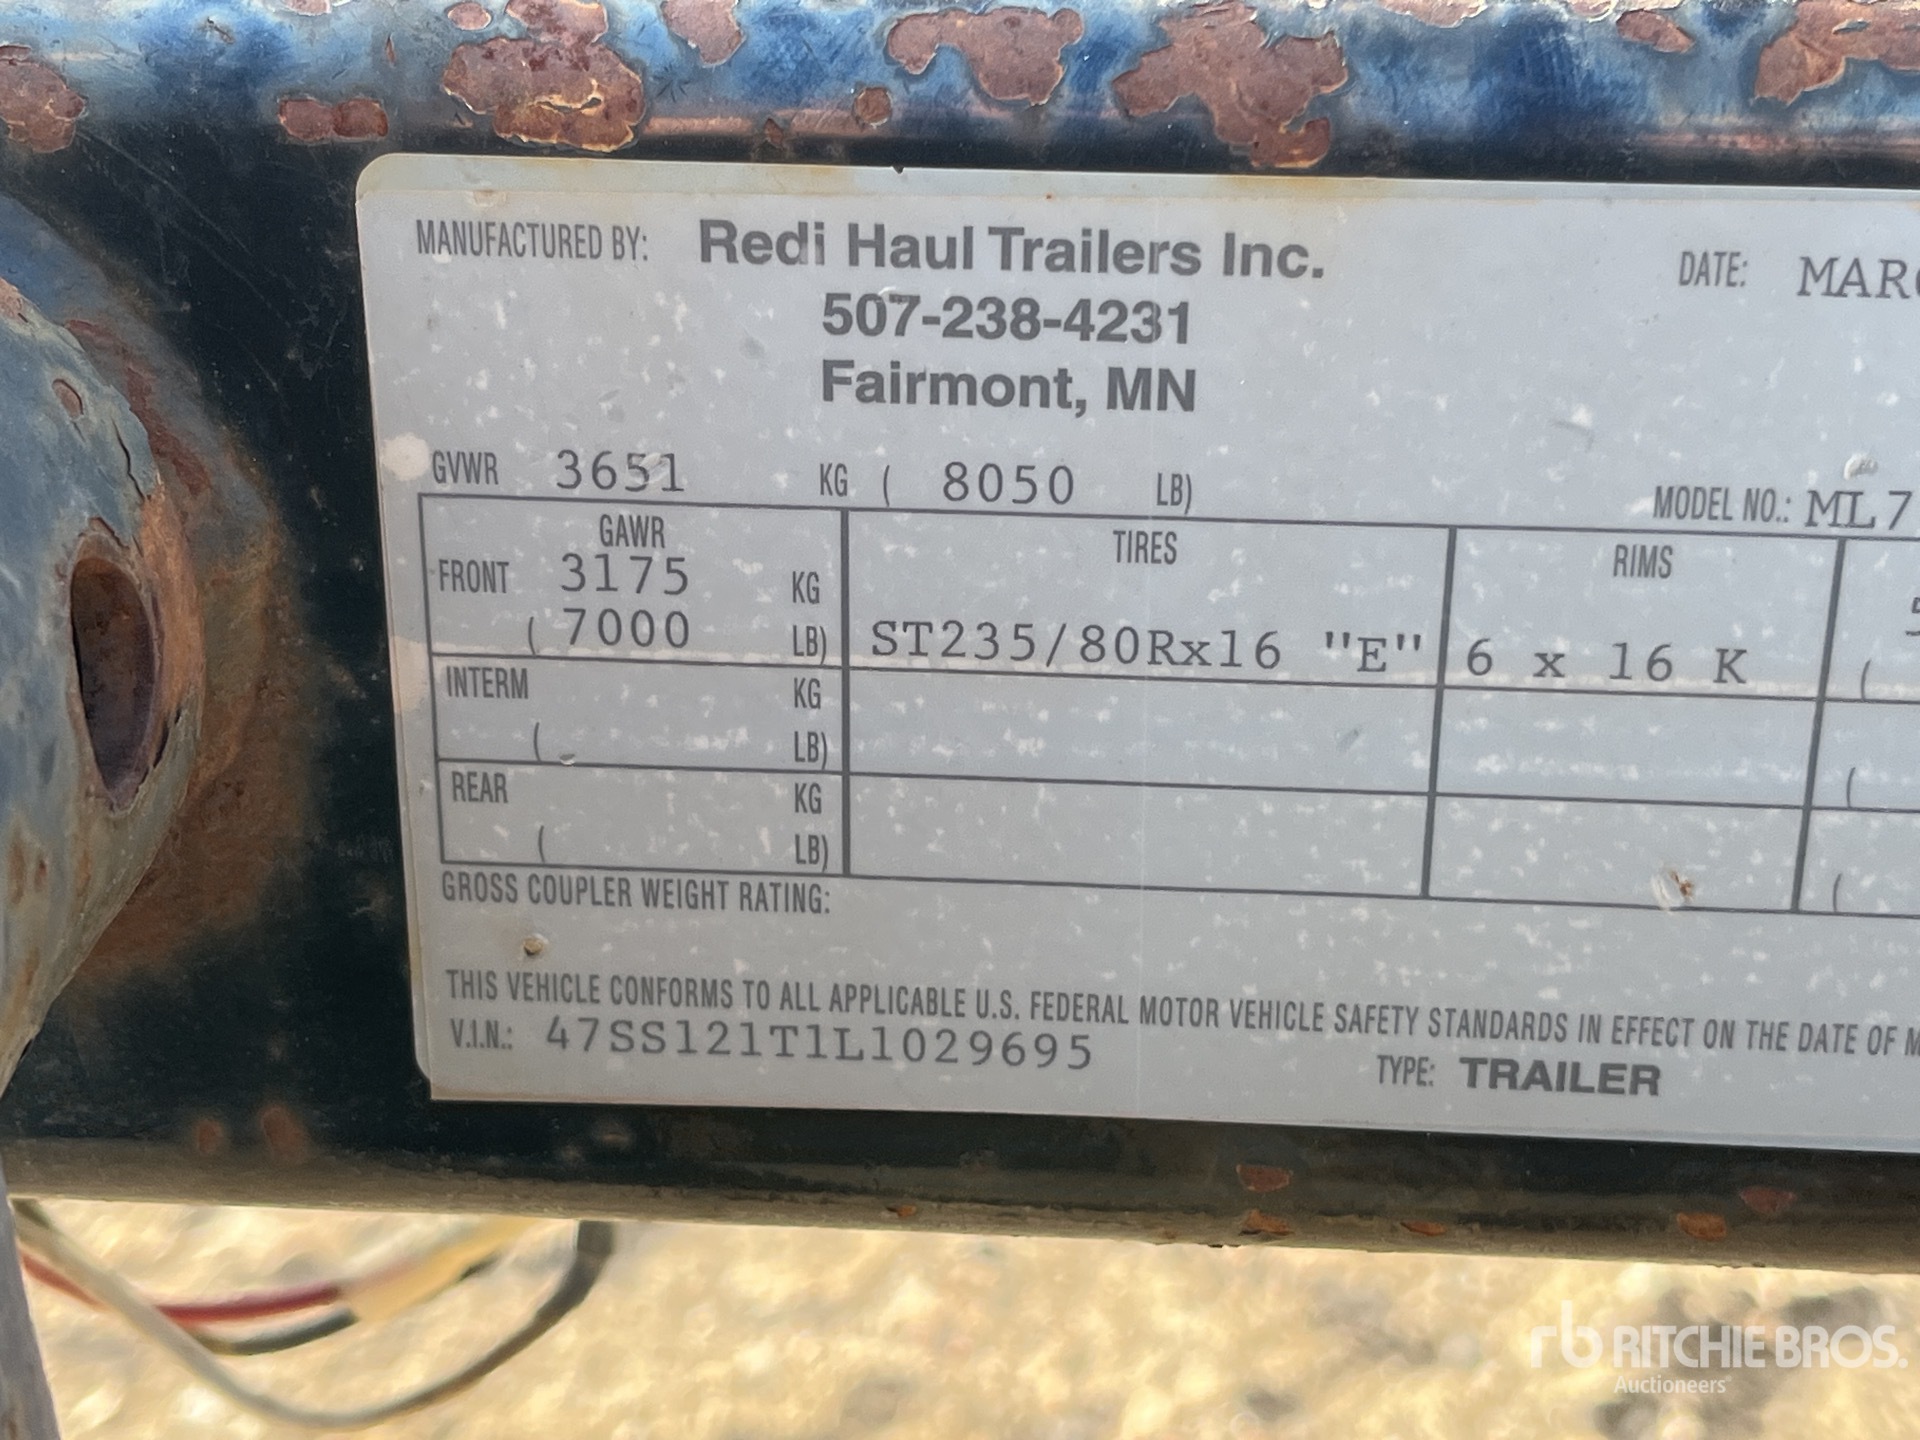 MANUFACTURED BY: Redi Haul Trailers Inc. DATE:
507-238-4231
Fairmont, MN
GVWR 3651 KG ( 8050 LB) MODEL NO.: ML7
GAWR TIRES RIMS
FRONT 3175 KG
( 7000 LB) ST235/80Rx16 "E" 6 x 16 K (
INTERM KG
( LB) (
REAR KG
( LB) (
GROSS COUPLER WEIGHT RATING:
THIS VEHICLE CONFORMS TO ALL APPLICABLE U.S. FEDERAL MOTOR VEHICLE SAFETY STANDARDS IN EFFECT ON THE DATE OF
V.I.N.: 47SS121T1L1029695 TYPE: TRAILER
rb RITCHIE BROS.
Auctioneers